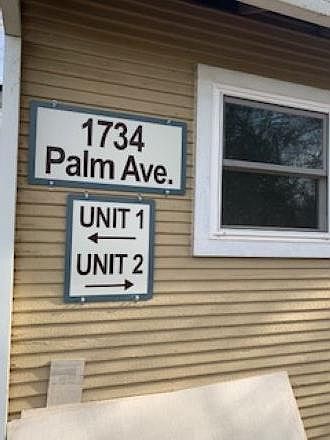 1734
Palm Ave.
UNIT 1
←
UNIT 2
→